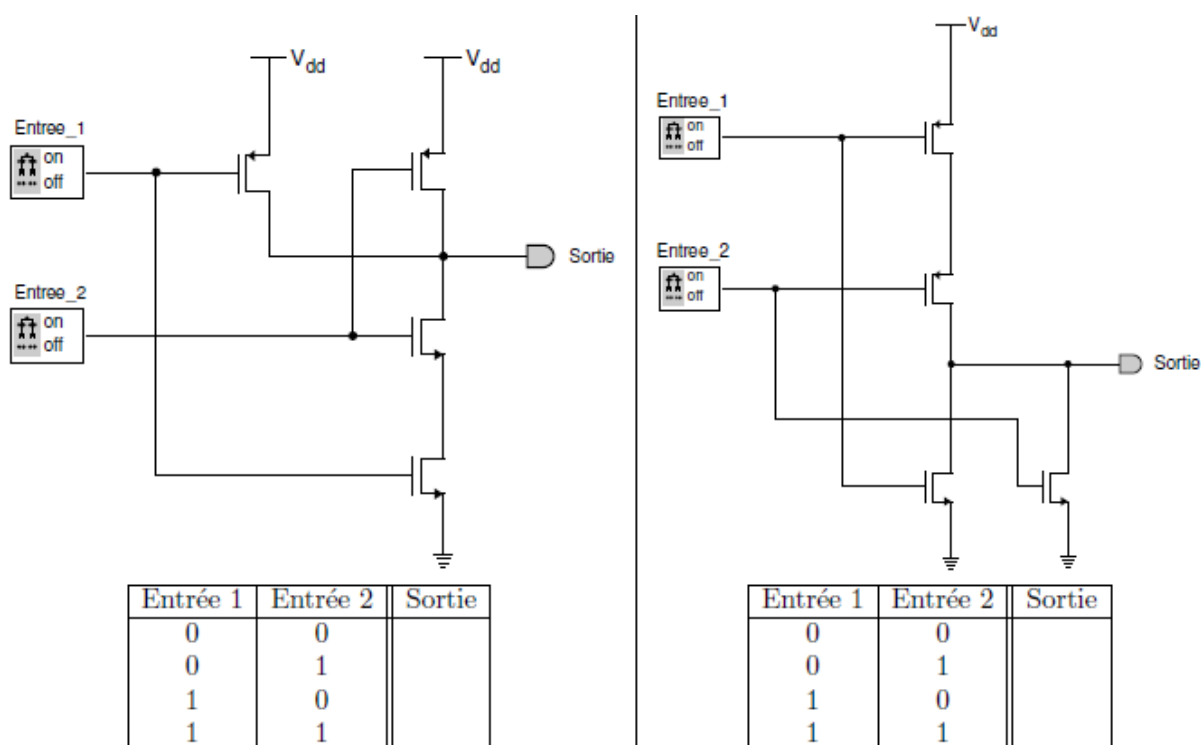 Vdd
Vdd
Entree_1
on
off
Sortie
Entree_2
on
off
Entrée 1 Entrée 2 Sortie
0 0
0 1
1 0
1 1
Vdd
Entree_1
on
off
Entree_2
on
off
Sortie
Entrée 1 Entrée 2 Sortie
0 0
0 1
1 0
1 1